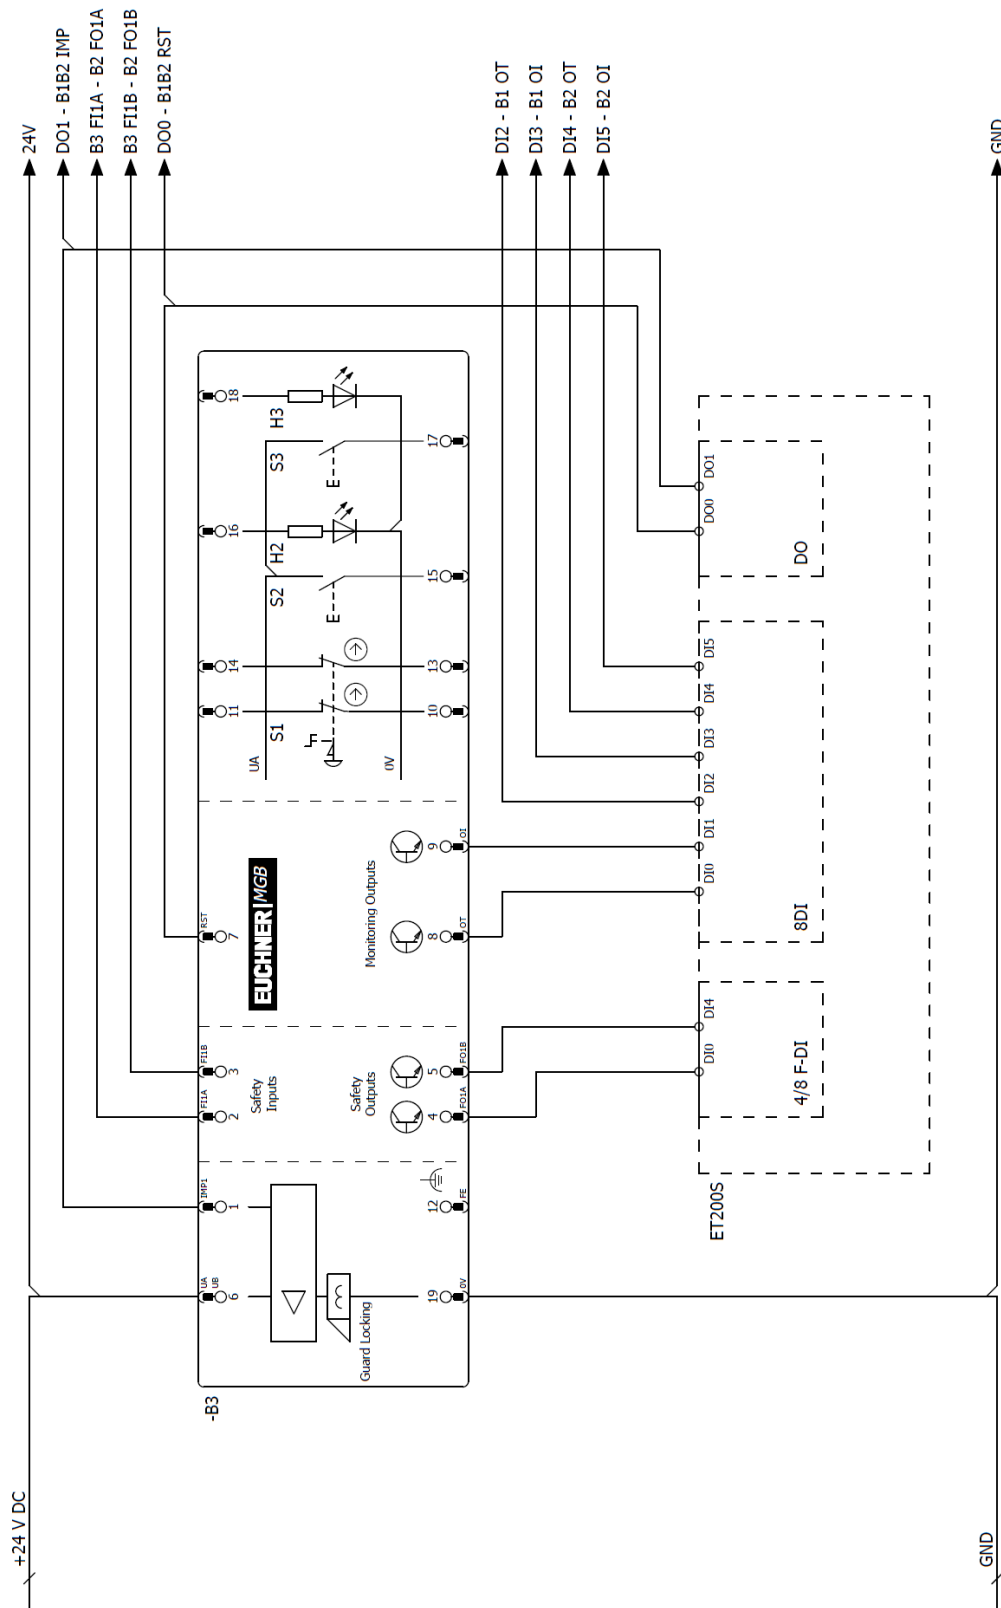 24V
DO1 - B1B2 IMP
B3 FI1A - B2 FO1A
B3 FI1B - B2 FO1B
DO0 - B1B2 RST
DI2 - B1 OT
DI3 - B1 OI
DI4 - B2 OT
DI5 - B2 OI
GND
18
H3
S3
17
16
H2
S2
15
14
13
11
10
S1
UA
0V
EUCHNER MGB
RST
7
Monitoring Outputs
9
OI
8
OT
FI1B
3
FI1A
2
Safety
Inputs
Safety
Outputs
5
FO1B
4
FO1A
IMP1
1
12
FE
UA
UB
6
19
0V
Guard Locking
-B3
DO1
DO0
DO
DI5
DI4
DI3
DI2
DI1
DI0
8DI
DI4
DI0
4/8 F-DI
ET200S
+24 V DC
GND